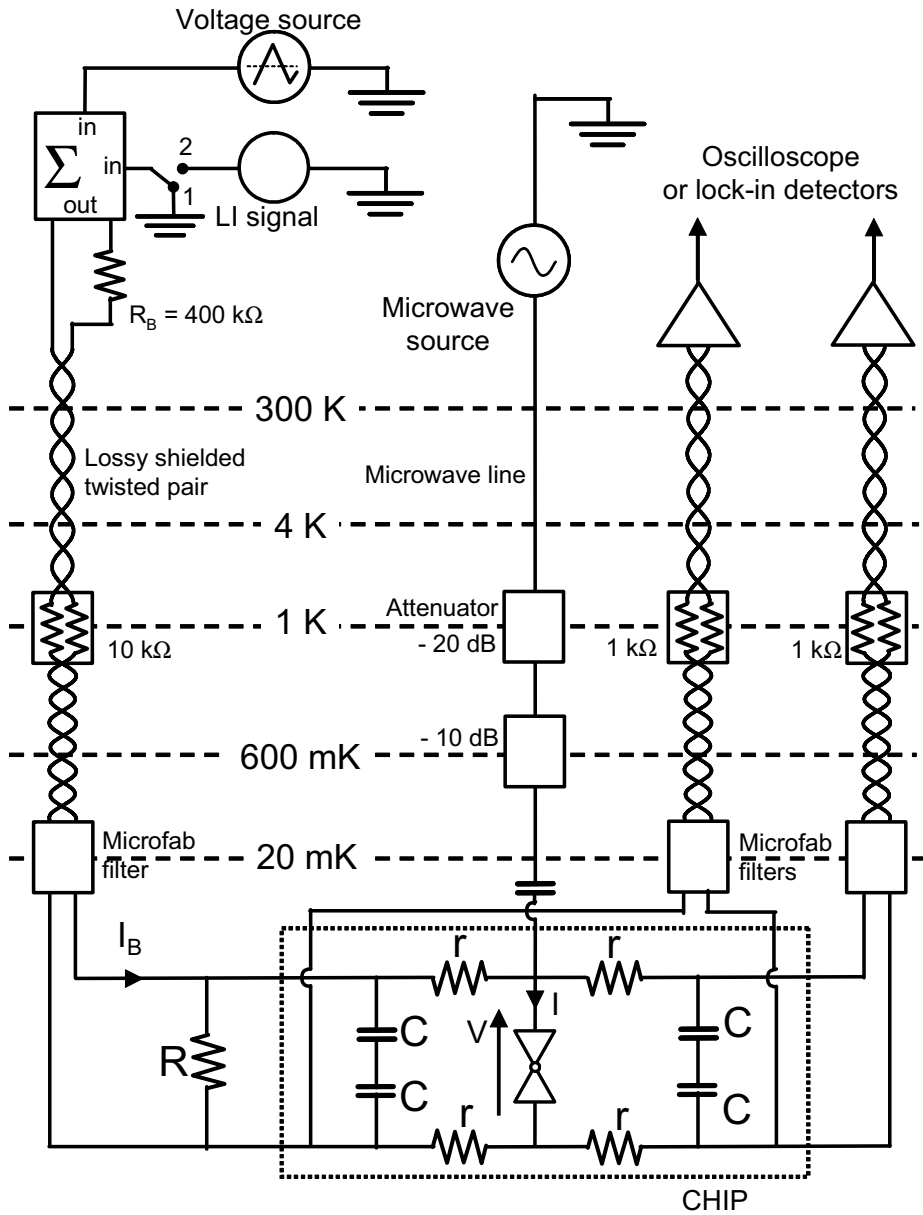 Voltage source
in
Σ
in
out
2
1
LI signal
R_B = 400 kΩ
Microwave
source
Oscilloscope
or lock-in detectors
300 K
Lossy shielded
twisted pair
Microwave line
4 K
Attenuator
- 20 dB
1 K
10 kΩ
1 kΩ
1 kΩ
- 10 dB
600 mK
Microfab
filter
20 mK
Microfab
filters
I_B
r
r
I
V
C
C
C
C
R
r
r
CHIP